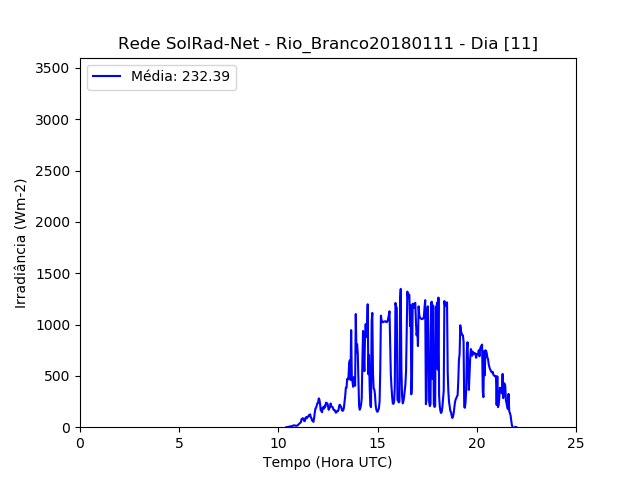 Rede SolRad-Net - Rio_Branco20180111 - Dia [11]
Média: 232.39
3500
3000
2500
2000
1500
1000
500
0
Irradiância (Wm-2)
0 5 10 15 20 25
Tempo (Hora UTC)